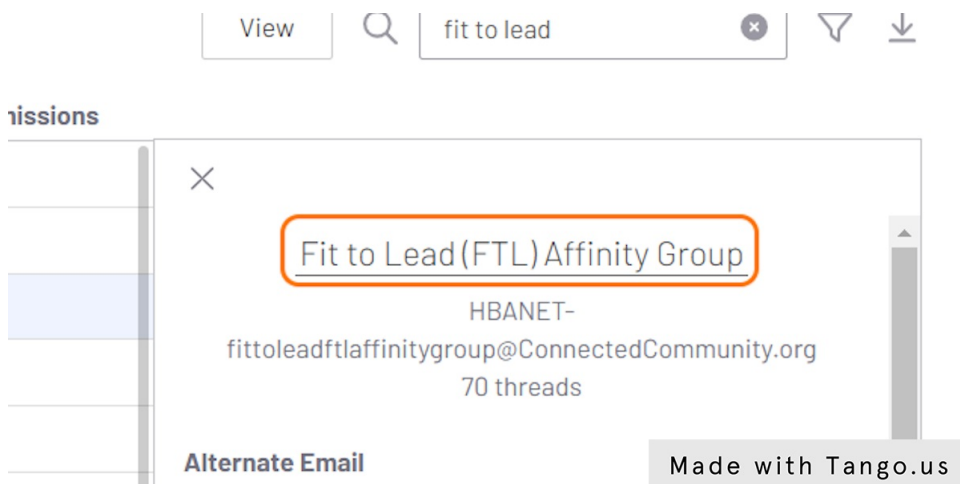 View
fit to lead
nissions
Fit to Lead (FTL) Affinity Group
HBANET-
fittoleadftlaffinitygroup@ConnectedCommunity.org
70 threads
Alternate Email
Made with Tango.us